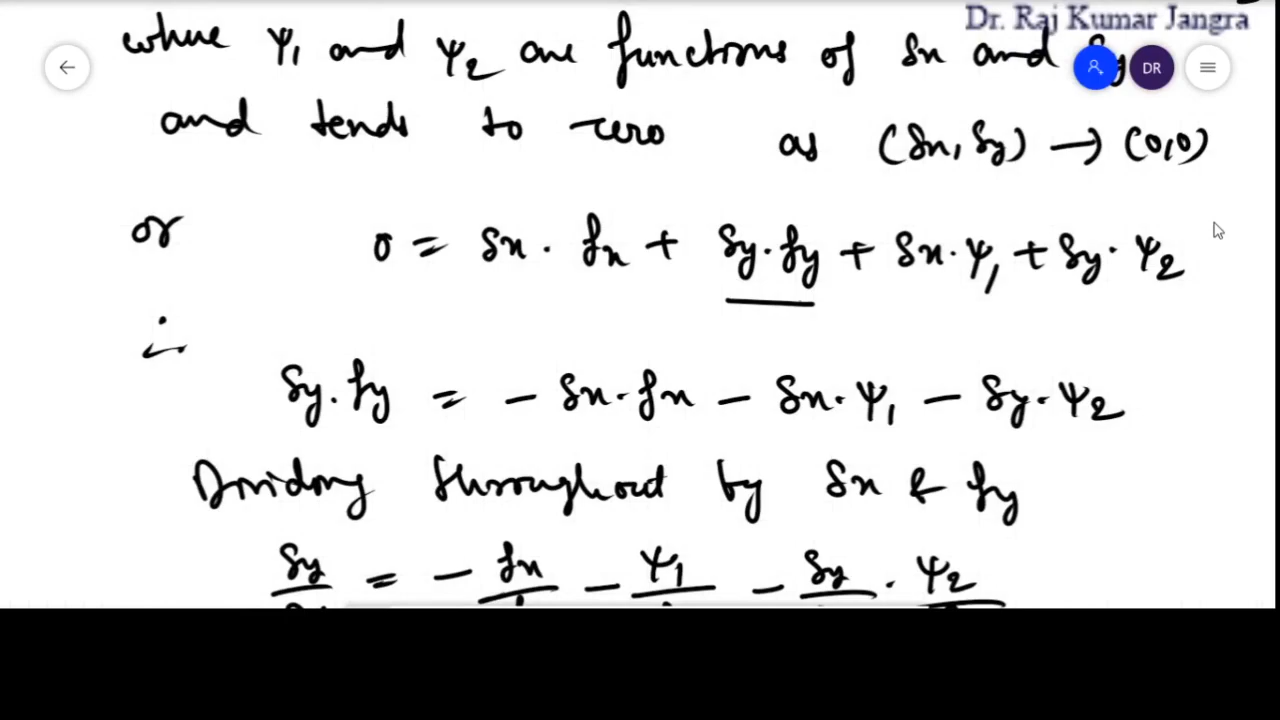 Dr. Raj Kumar Jangra
where ψ₁ and ψ₂ are functions of δx and δy
DR
and tends to zero as (δx, δy) → (0,0)
or 0 = δx · fx + δy · fy + δx · ψ₁ + δy · ψ₂
∴
δy · fy = - δx · fx - δx · ψ₁ - δy · ψ₂
Dividing throughout by δx & fy
δy = - fx - ψ₁ - δy · ψ₂